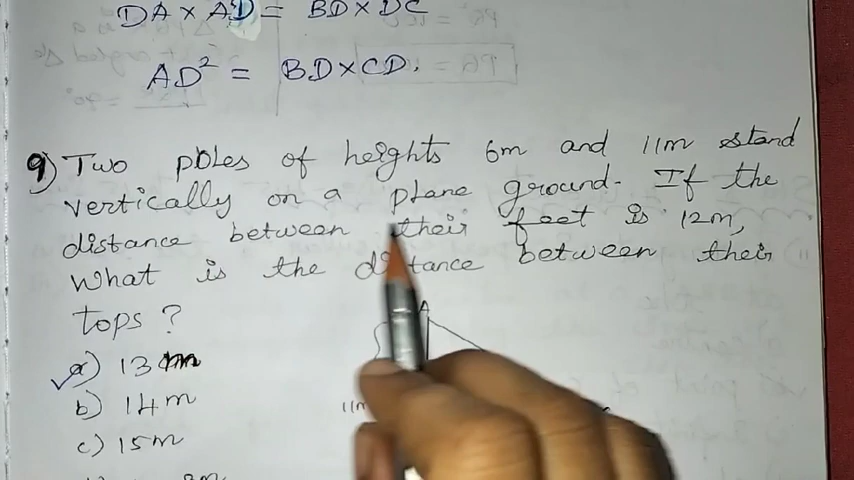 DA x AD = BD x DC
AD² = BD x CD.
9) Two poles of heights 6m and 11m stand
vertically on a plane ground. If the
distance between their feet is 12m,
What is the distance between their
tops?
a) 13m
A
b) 14m
11m
c) 15m